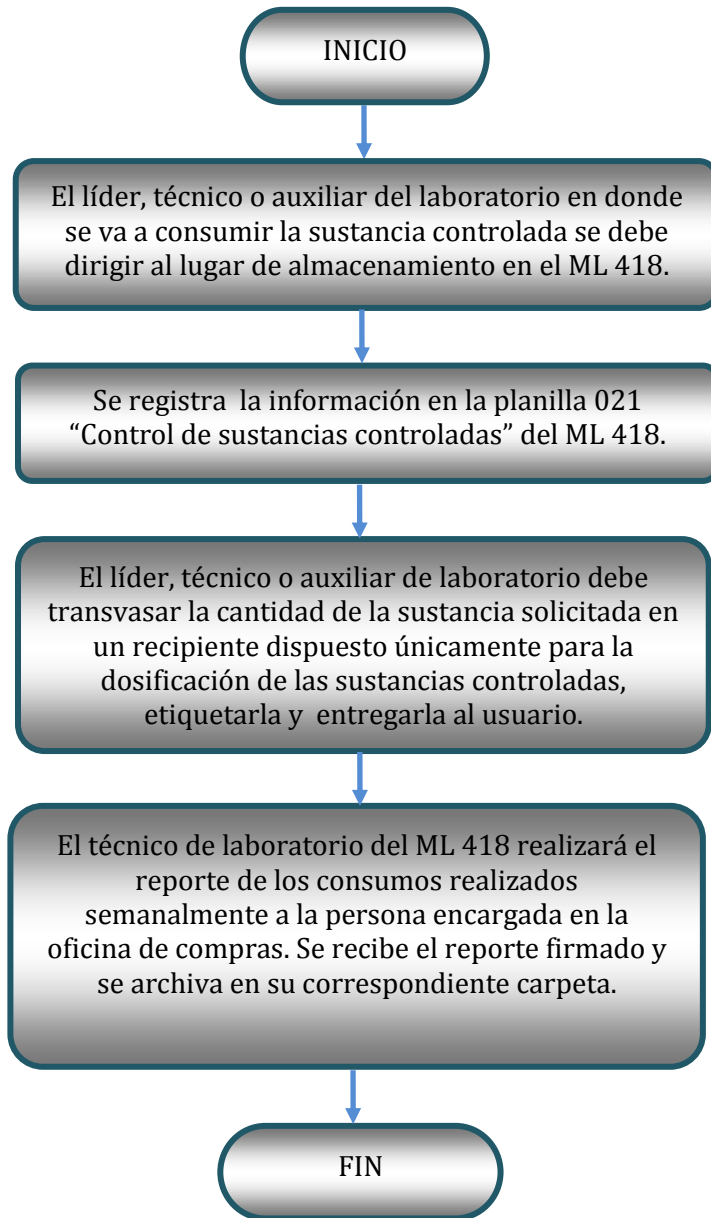 INICIO
El líder, técnico o auxiliar del laboratorio en donde
se va a consumir la sustancia controlada se debe
dirigir al lugar de almacenamiento en el ML 418.
Se registra  la información en la planilla 021
“Control de sustancias controladas” del ML 418.
El líder, técnico o auxiliar de laboratorio debe
transvasar la cantidad de la sustancia solicitada en
un recipiente dispuesto únicamente para la
dosificación de las sustancias controladas,
etiquetarla y  entregarla al usuario.
El técnico de laboratorio del ML 418 realizará el
reporte de los consumos realizados
semanalmente a la persona encargada en la
oficina de compras. Se recibe el reporte firmado y
se archiva en su correspondiente carpeta.
FIN